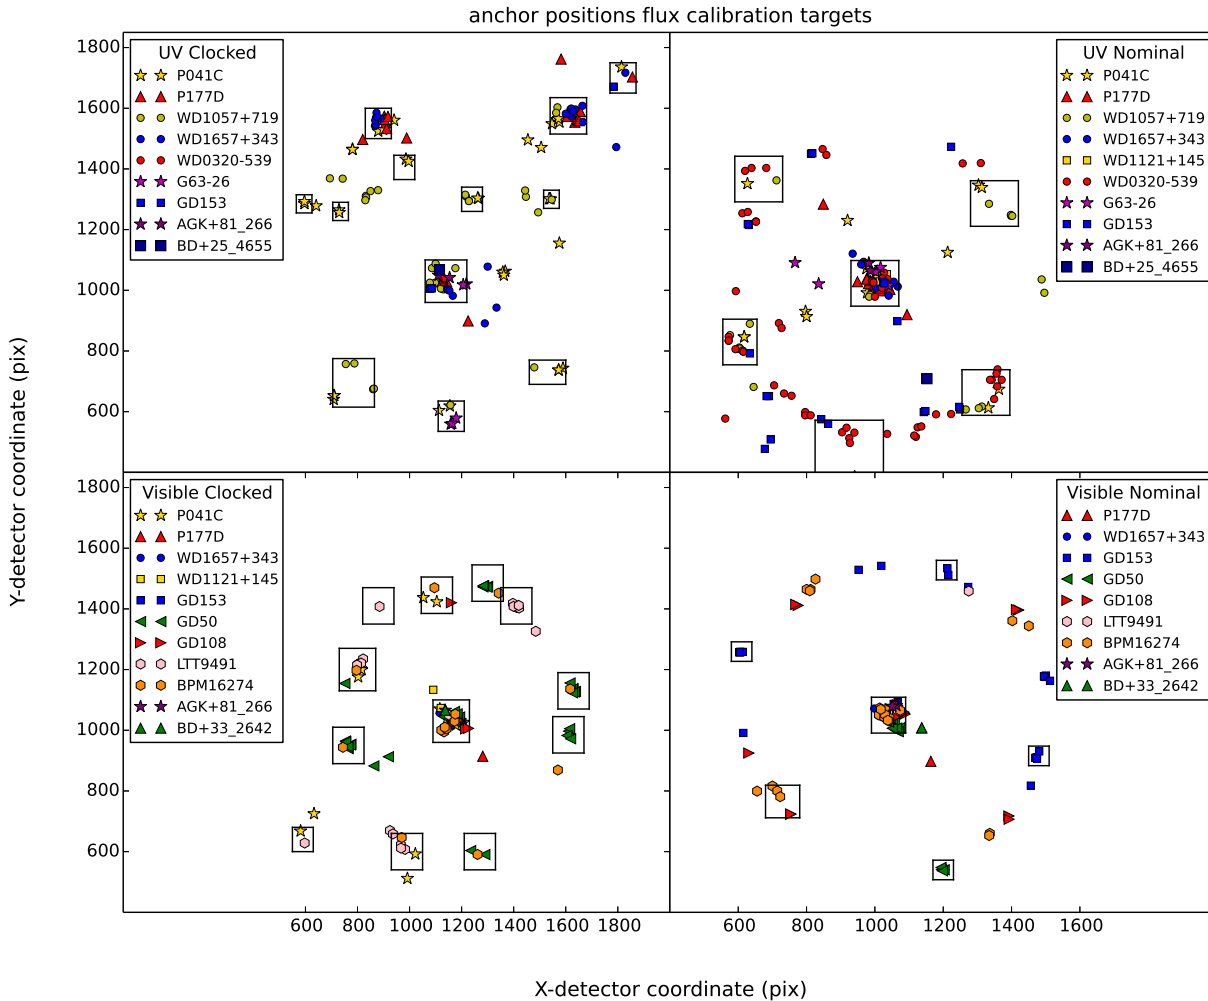 anchor positions flux calibration targets
UV Clocked
P041C
P177D
WD1057+719
WD1657+343
WD0320-539
G63-26
GD153
AGK+81_266
BD+25_4655
UV Nominal
P041C
P177D
WD1057+719
WD1657+343
WD1121+145
WD0320-539
G63-26
GD153
AGK+81_266
BD+25_4655
1800
1600
1400
1200
1000
800
600
Visible Clocked
P041C
P177D
WD1657+343
WD1121+145
GD153
GD50
GD108
LTT9491
BPM16274
AGK+81_266
BD+33_2642
Visible Nominal
P177D
WD1657+343
GD153
GD50
GD108
LTT9491
BPM16274
AGK+81_266
BD+33_2642
1800
1600
1400
1200
1000
800
600
600 800 1000 1200 1400 1600 1800
600 800 1000 1200 1400 1600
Y-detector coordinate (pix)
X-detector coordinate (pix)